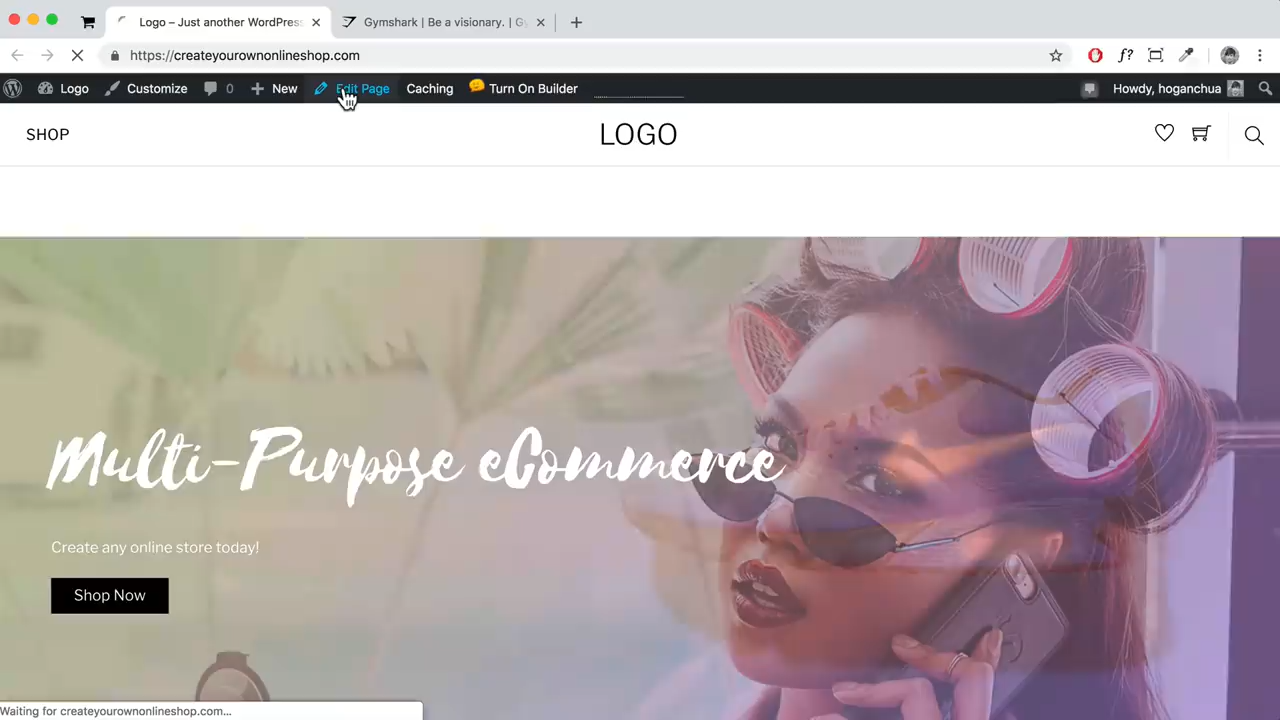 Logo – Just another WordPress
Gymshark | Be a visionary. | Gy
https://createyourownonlineshop.com
f?
Logo
Customize
0
New
Edit Page
Caching
Turn On Builder
Howdy, hoganchua
SHOP
LOGO
Multi-Purpose eCommerce
Create any online store today!
Shop Now
Waiting for createyourownonlineshop.com...